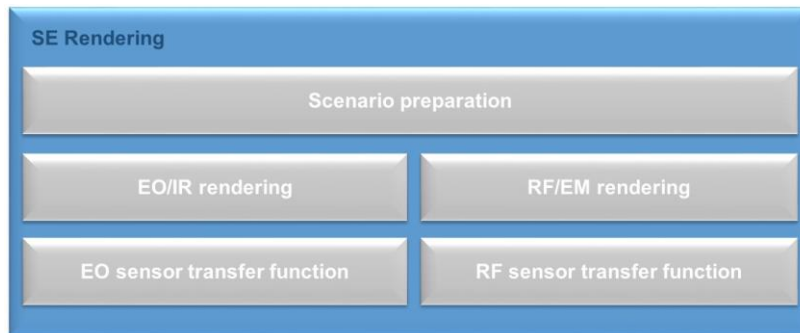 SE Rendering
Scenario preparation
EO/IR rendering
RF/EM rendering
EO sensor transfer function
RF sensor transfer function